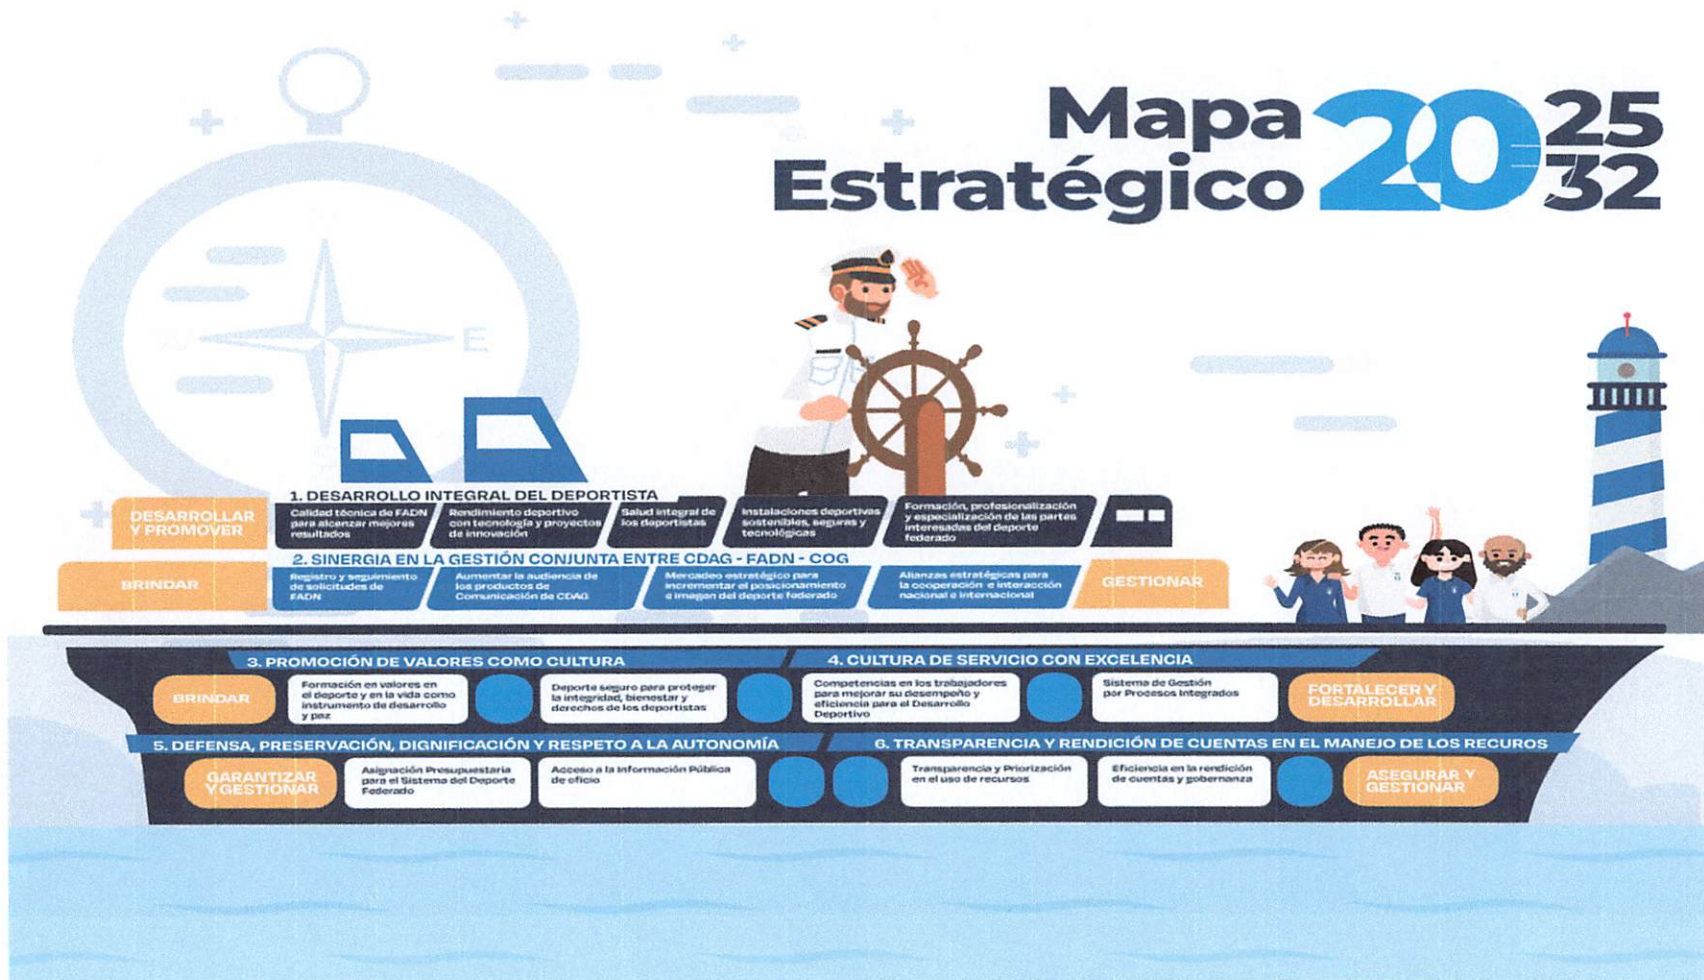 Mapa
Estratégico
20
25
32
E
1. DESARROLLO INTEGRAL DEL DEPORTISTA
DESARROLLAR
Y PROMOVER
Calidad técnica de FADN
para alcanzar mejores
resultados
Rendimiento deportivo
con tecnología y proyectos
de innovación
Salud integral de
los deportistas
Instalaciones deportivas
sostenibles, seguras y
tecnológicas
Formación, profesionalización
y especialización de las partes
interesadas del deporte
federado
2. SINERGIA EN LA GESTIÓN CONJUNTA ENTRE CDAG - FADN - COG
BRINDAR
Registro y seguimiento
de solicitudes de
FADN
Aumentar la audiencia de
los productos de
Comunicación de CDAG
Mercadeo estratégico para
incrementar el posicionamiento
e imagen del deporte federado
Alianzas estratégicas para
la cooperación e interacción
nacional e internacional
GESTIONAR
3. PROMOCIÓN DE VALORES COMO CULTURA
BRINDAR
Formación en valores en
el deporte y en la vida como
instrumento de desarrollo
y paz
Deporte seguro para proteger
la integridad, bienestar y
derechos de los deportistas
4. CULTURA DE SERVICIO CON EXCELENCIA
Competencias en los trabajadores
para mejorar su desempeño y
eficiencia para el Desarrollo
Deportivo
Sistema de Gestión
por Procesos Integrados
FORTALECER Y
DESARROLLAR
5. DEFENSA, PRESERVACIÓN, DIGNIFICACIÓN Y RESPETO A LA AUTONOMÍA
GARANTIZAR
Y GESTIONAR
Asignación Presupuestaria
para el Sistema del Deporte
Federado
Acceso a la Información Pública
de oficio
6. TRANSPARENCIA Y RENDICIÓN DE CUENTAS EN EL MANEJO DE LOS RECUROS
Transparencia y Priorización
en el uso de recursos
Eficiencia en la rendición
de cuentas y gobernanza
ASEGURAR Y
GESTIONAR